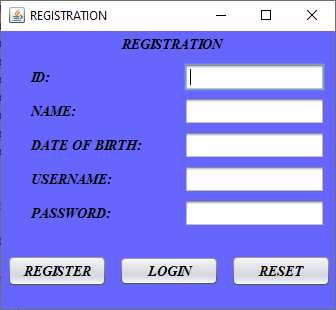 REGISTRATION
REGISTRATION
ID:
NAME:
DATE OF BIRTH:
USERNAME:
PASSWORD:
REGISTER LOGIN RESET